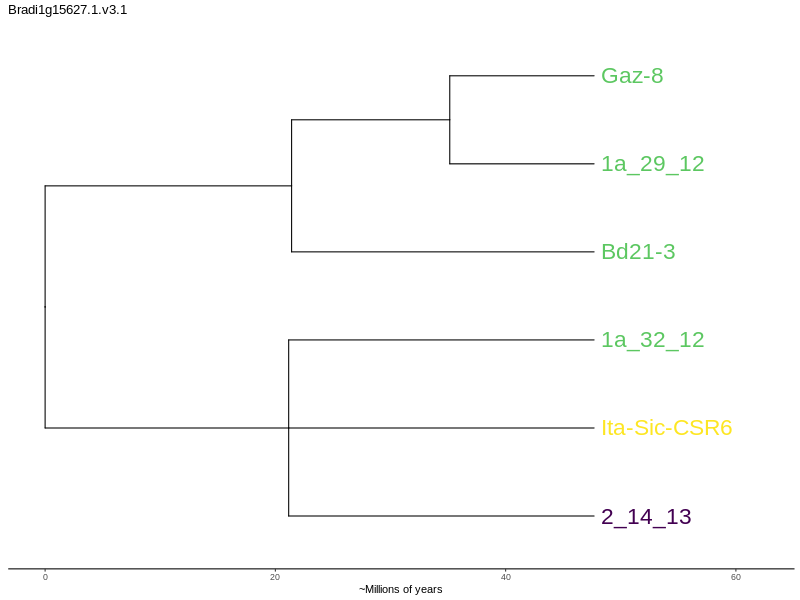 Bradi1g15627.1.v3.1
Gaz-8
1a_29_12
Bd21-3
1a_32_12
Ita-Sic-CSR6
2_14_13
0 20 40 60
~Millions of years